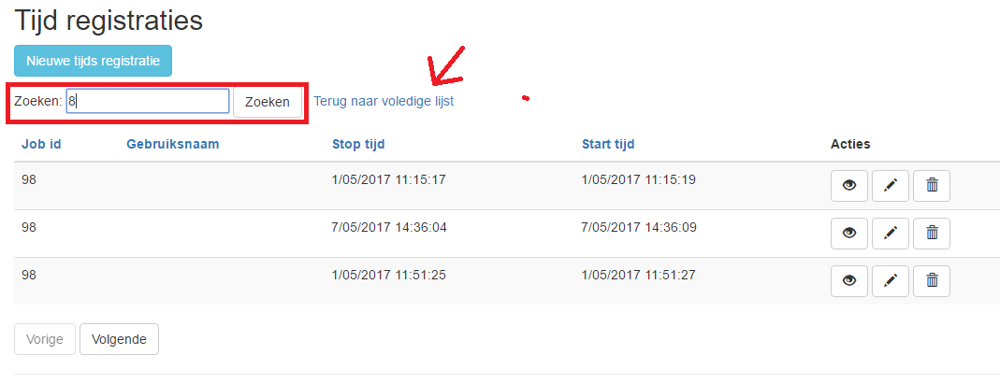 Tijd registraties
Nieuwe tijds registratie
Zoeken: 8 Zoeken Terug naar voledige lijst
Job id Gebruiksnaam Stop tijd Start tijd Acties
98 1/05/2017 11:15:17 1/05/2017 11:15:19
98 7/05/2017 14:36:04 7/05/2017 14:36:09
98 1/05/2017 11:51:25 1/05/2017 11:51:27
Vorige Volgende